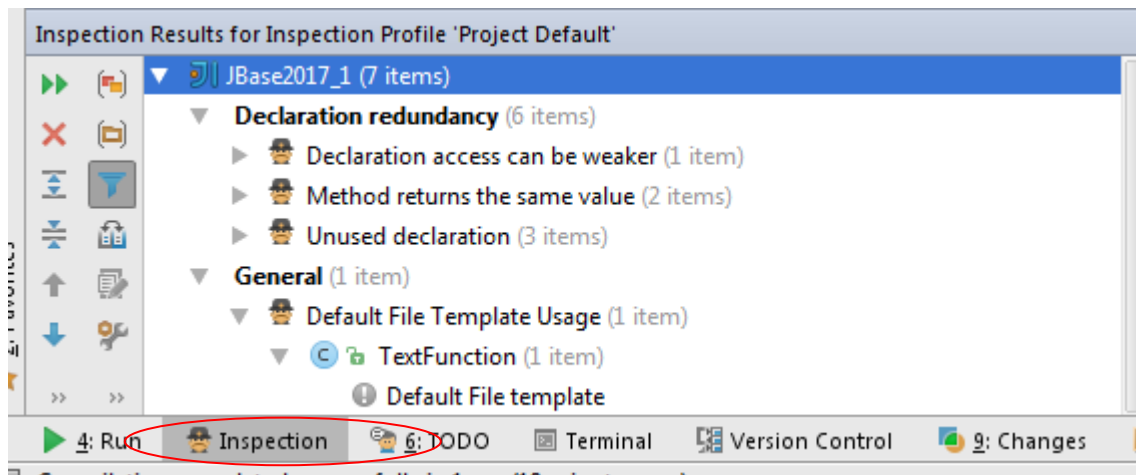 Inspection Results for Inspection Profile 'Project Default'
JBase2017_1 (7 items)
Declaration redundancy (6 items)
Declaration access can be weaker (1 item)
Method returns the same value (2 items)
Unused declaration (3 items)
General (1 item)
Default File Template Usage (1 item)
C TextFunction (1 item)
Default File template
4: Run Inspection 6: TODO Terminal Version Control 9: Changes